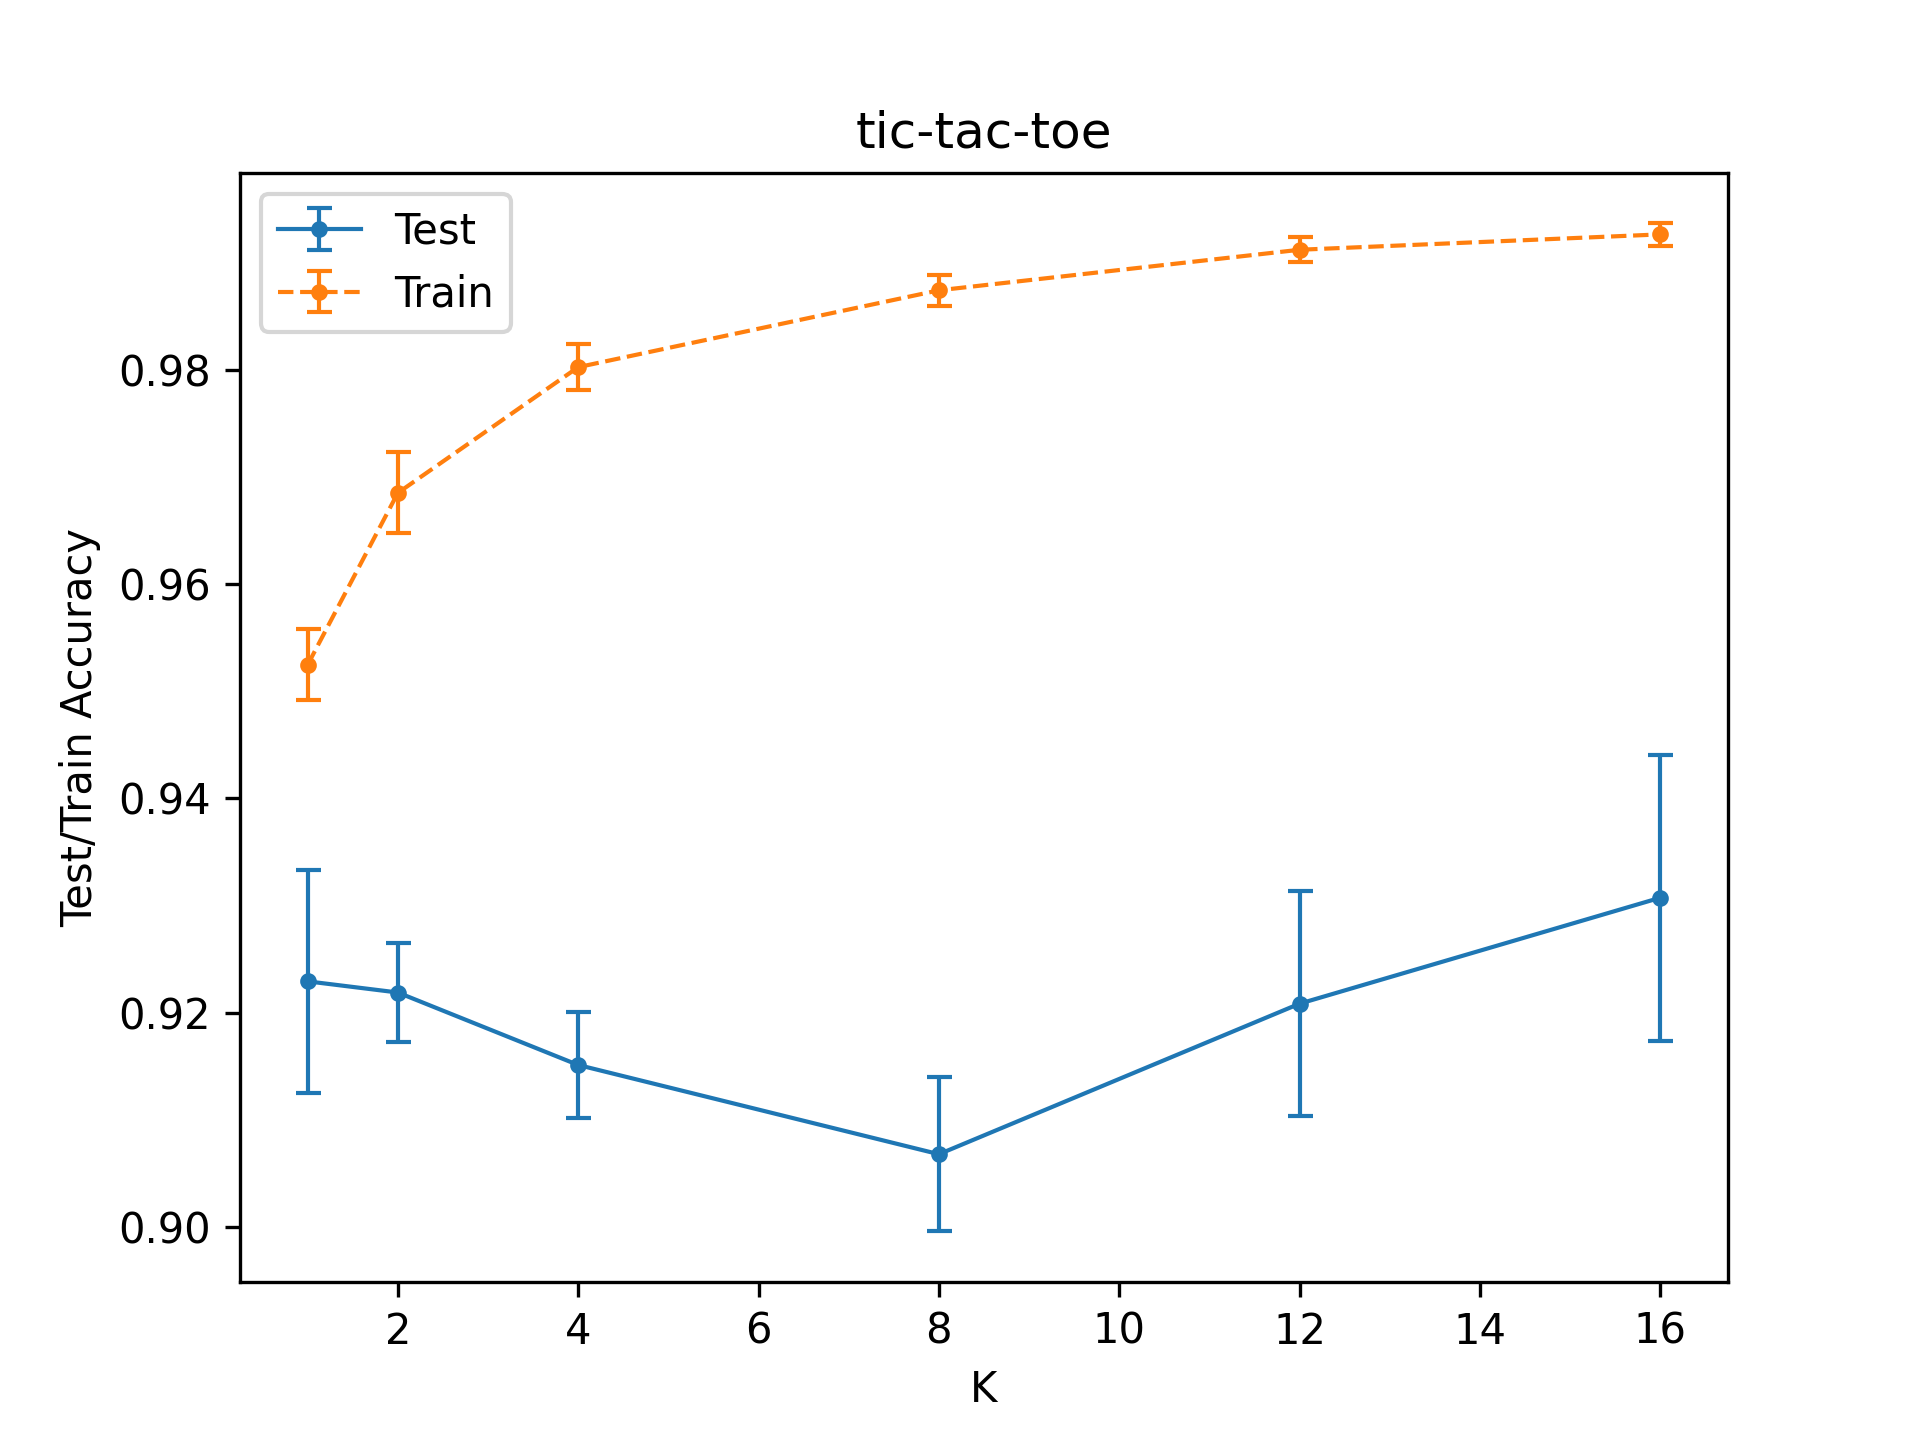 tic-tac-toe
Test
Train
Test/Train Accuracy
0.98
0.96
0.94
0.92
0.90
2 4 6 8 10 12 14 16
K